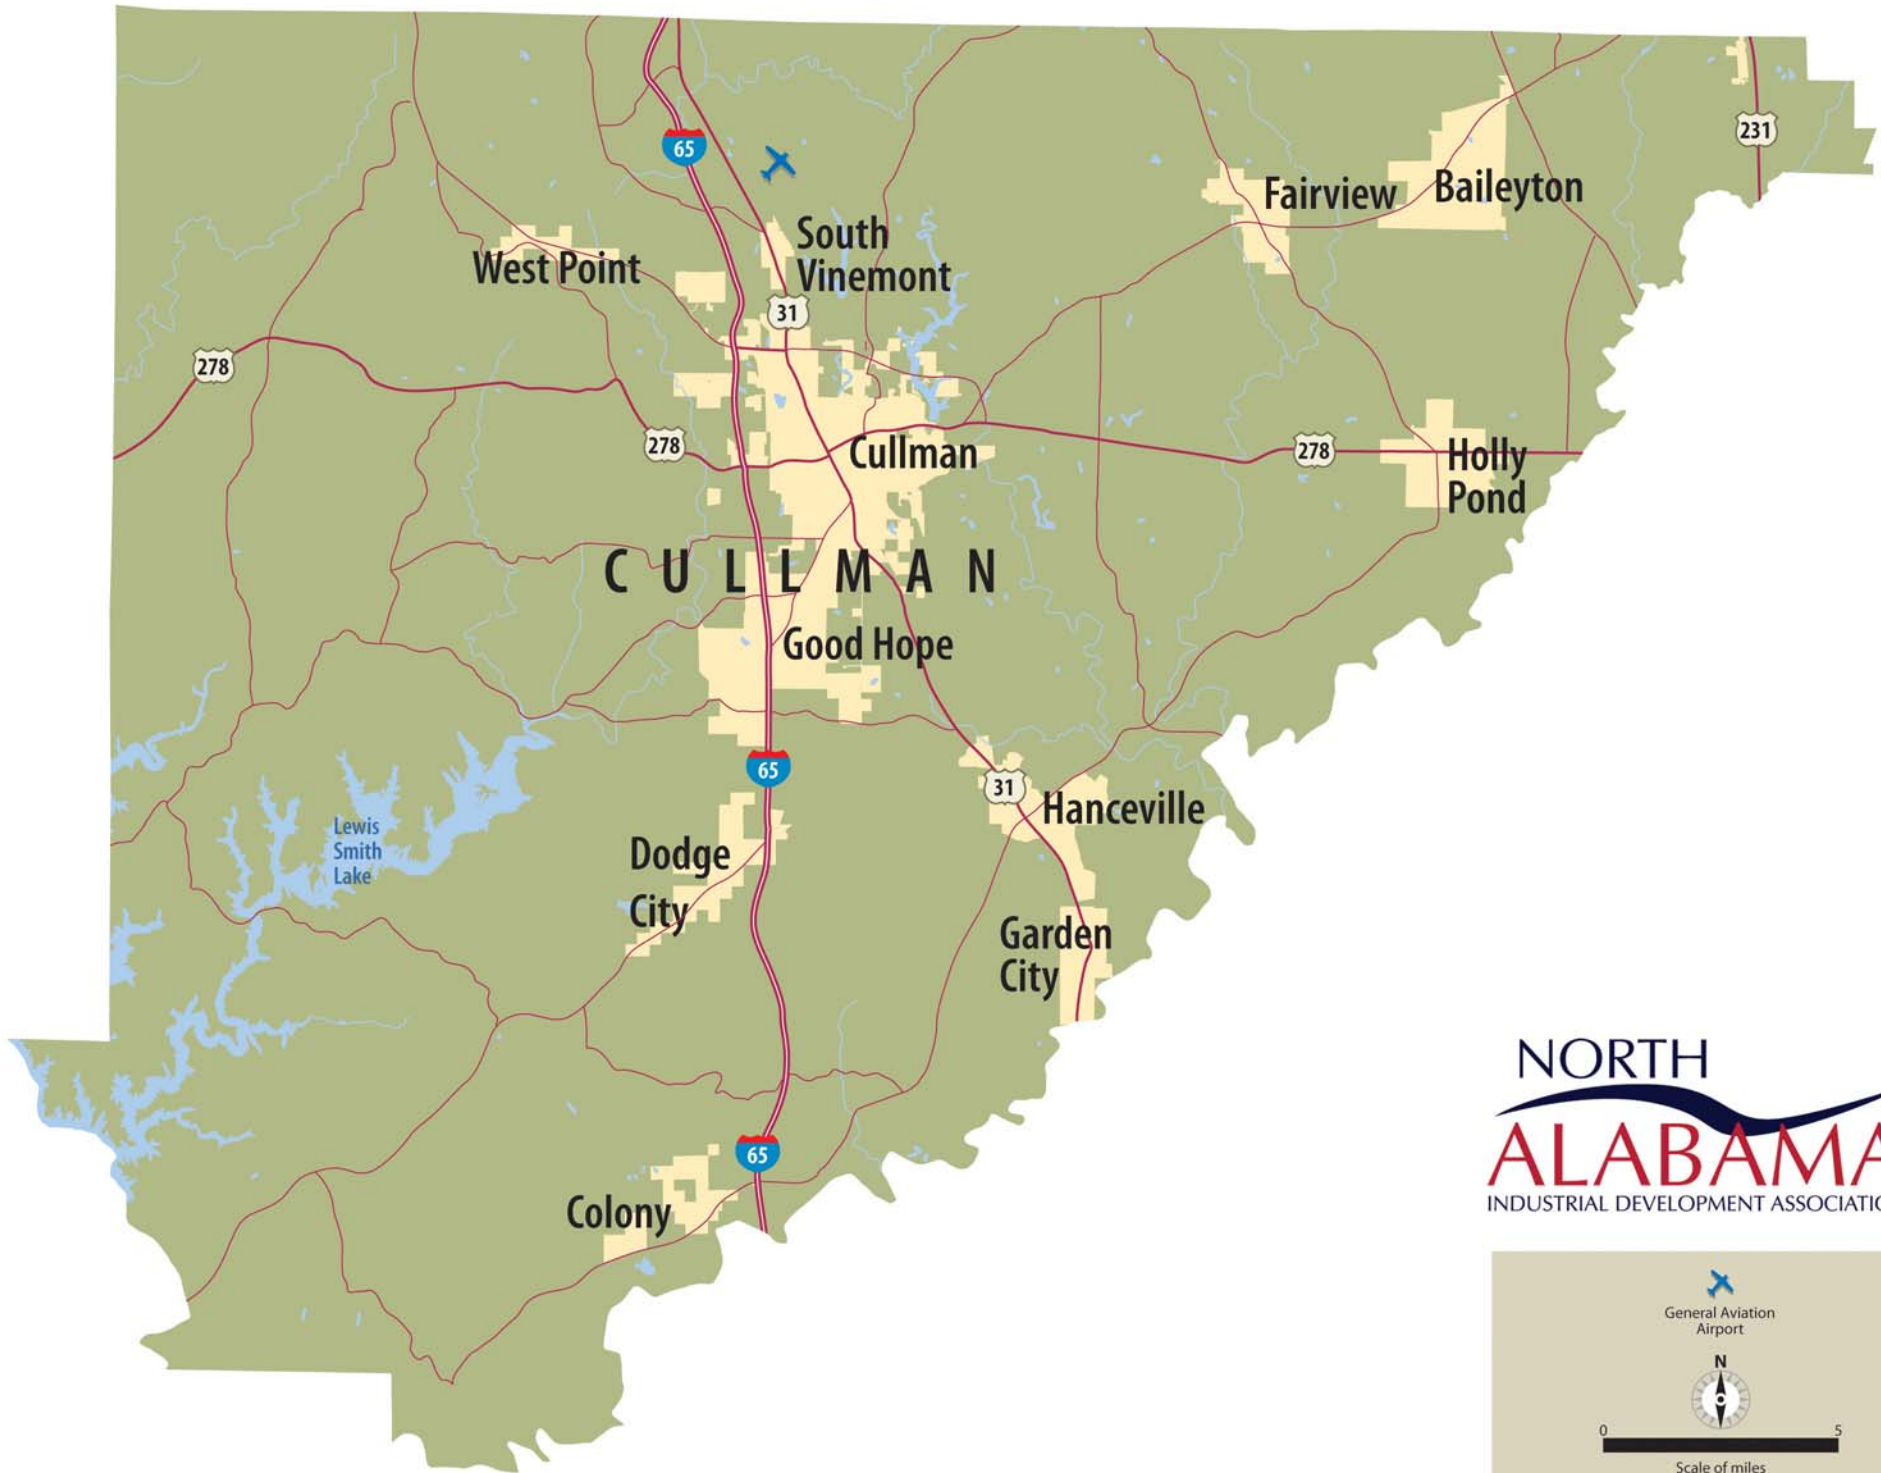 65
231
Fairview
Baileyton
South
Vinemont
West Point
31
278
278
Cullman
278
Holly
Pond
CULLMAN
Good Hope
65
31
Hanceville
Lewis
Smith
Lake
Dodge
City
Garden
City
65
Colony
NORTH
ALABAMA
INDUSTRIAL DEVELOPMENT ASSOCIATIO
General Aviation
Airport
N
0 5
Scale of miles